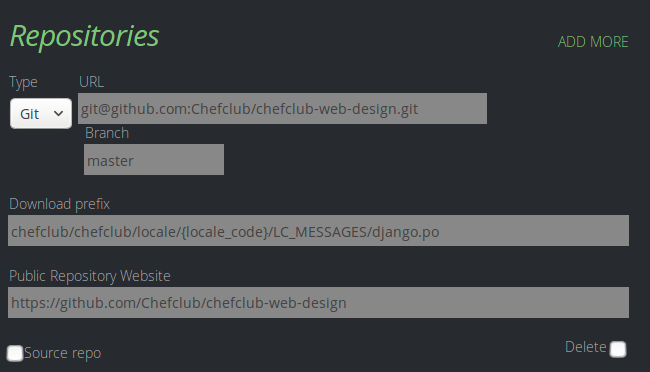 Repositories
ADD MORE
Type URL
Git git@github.com:Chefclub/chefclub-web-design.git
Branch
master
Download prefix
chefclub/chefclub/locale/{locale_code}/LC_MESSAGES/django.po
Public Repository Website
https://github.com/Chefclub/chefclub-web-design
Source repo Delete